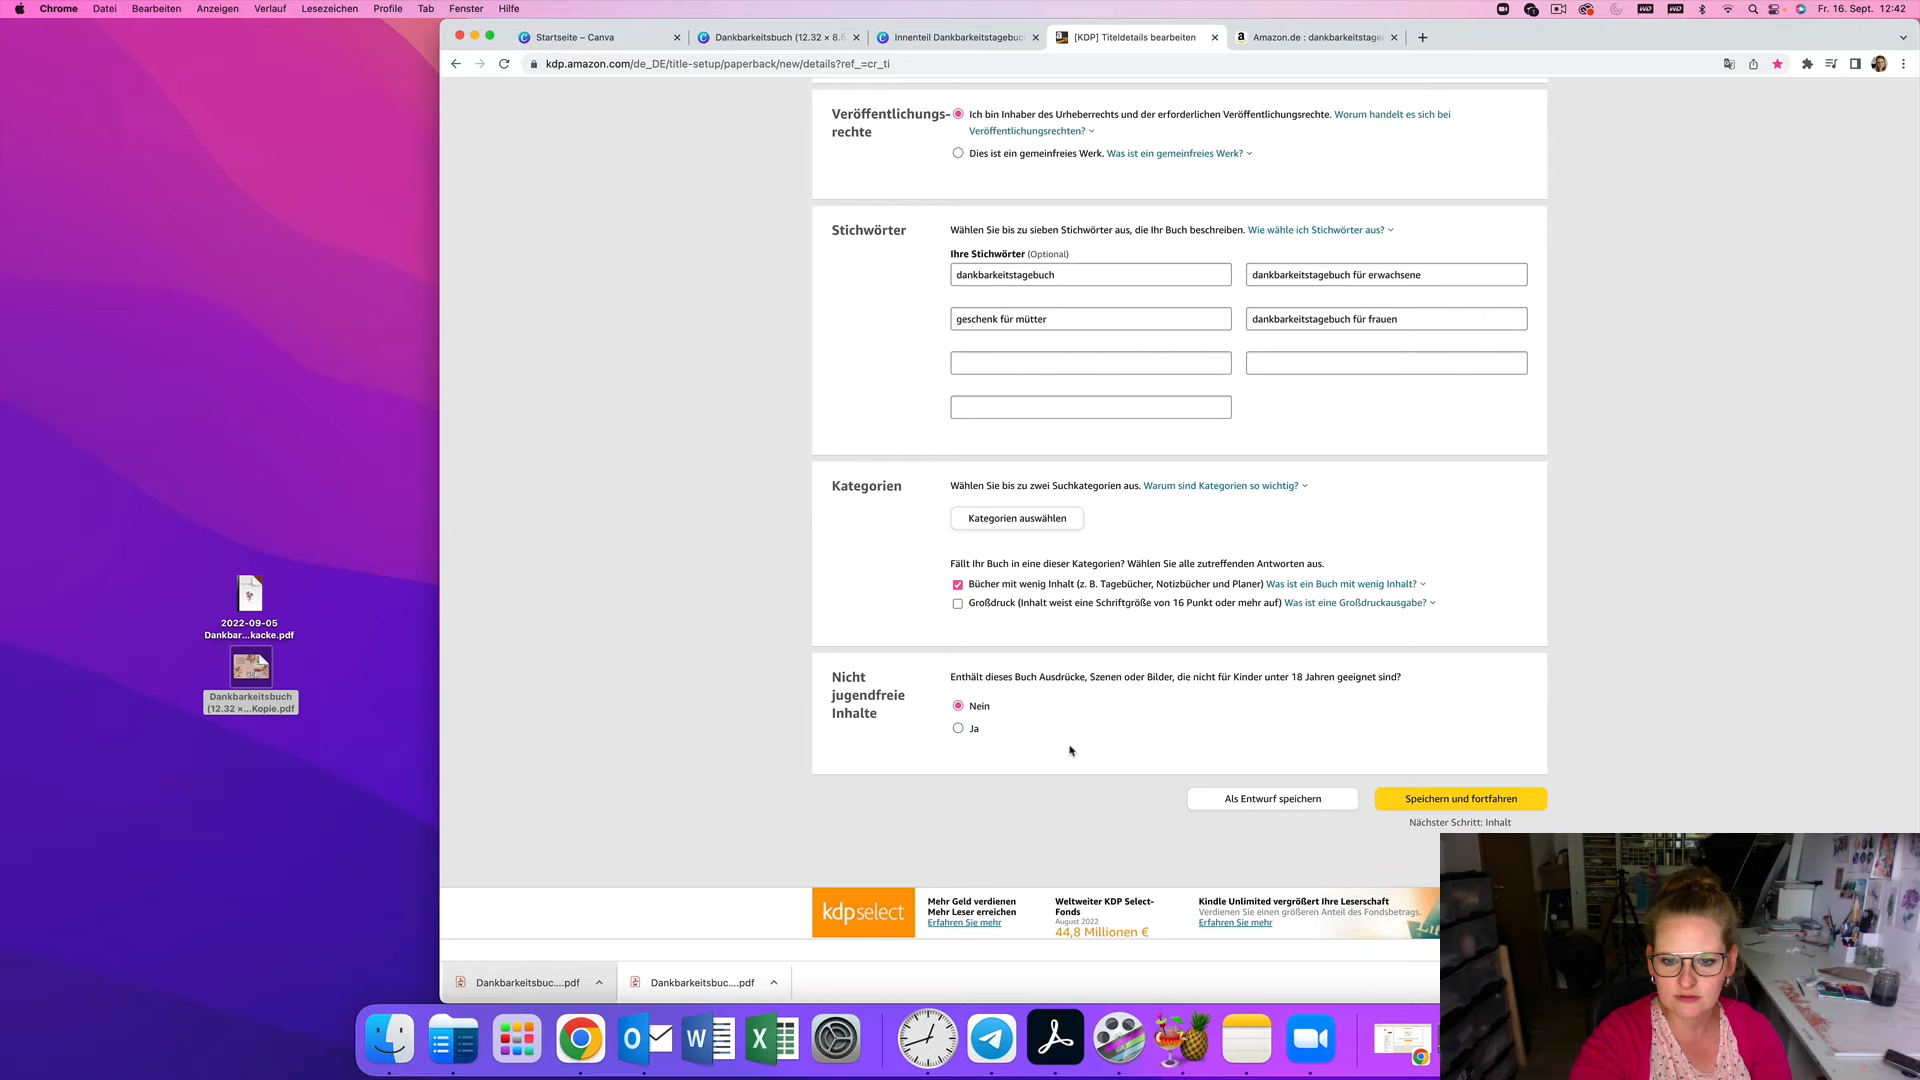 Chrome Datei Bearbeiten Anzeigen Verlauf Lesezeichen Profile Tab Fenster Hilfe
Fr. 16. Sept. 12:42
Startseite – Canva
Dankbarkeitsbuch (12.32 × 8.
Innenteil Dankbarkeitstagebuc
[KDP] Titeldetails bearbeiten
Amazon.de : dankbarkeitstage
kdp.amazon.com/de_DE/title-setup/paperback/new/details?ref_=cr_ti
Veröffentlichungs-
rechte
Ich bin Inhaber des Urheberrechts und der erforderlichen Veröffentlichungsrechte. Worum handelt es sich bei
Veröffentlichungsrechten?
Dies ist ein gemeinfreies Werk. Was ist ein gemeinfreies Werk?
Stichwörter
Wählen Sie bis zu sieben Stichwörter aus, die Ihr Buch beschreiben. Wie wähle ich Stichwörter aus?
Ihre Stichwörter (Optional)
dankbarkeitstagebuch
dankbarkeitstagebuch für erwachsene
geschenk für mütter
dankbarkeitstagebuch für frauen
Kategorien
Wählen Sie bis zu zwei Suchkategorien aus. Warum sind Kategorien so wichtig?
Kategorien auswählen
Fällt Ihr Buch in eine dieser Kategorien? Wählen Sie alle zutreffenden Antworten aus.
Bücher mit wenig Inhalt (z. B. Tagebücher, Notizbücher und Planer) Was ist ein Buch mit wenig Inhalt?
Großdruck (Inhalt weist eine Schriftgröße von 16 Punkt oder mehr auf) Was ist eine Großdruckausgabe?
2022-09-05
Dankbar...kacke.pdf
Dankbarkeitsbuch
(12.32 ×...Kopie.pdf
Nicht
jugendfreie
Inhalte
Enthält dieses Buch Ausdrücke, Szenen oder Bilder, die nicht für Kinder unter 18 Jahren geeignet sind?
Nein
Ja
Als Entwurf speichern
Speichern und fortfahren
Nächster Schritt: Inhalt
kdpselect
Mehr Geld verdienen
Mehr Leser erreichen
Erfahren Sie mehr
Weltweiter KDP Select-
Fonds
August 2022
44,8 Millionen €
Kindle Unlimited vergrößert Ihre Leserschaft
Verdienen Sie einen größeren Anteil des Fondsbetrags.
Erfahren Sie mehr
Dankbarkeitsbuc....pdf
Dankbarkeitsbuc....pdf